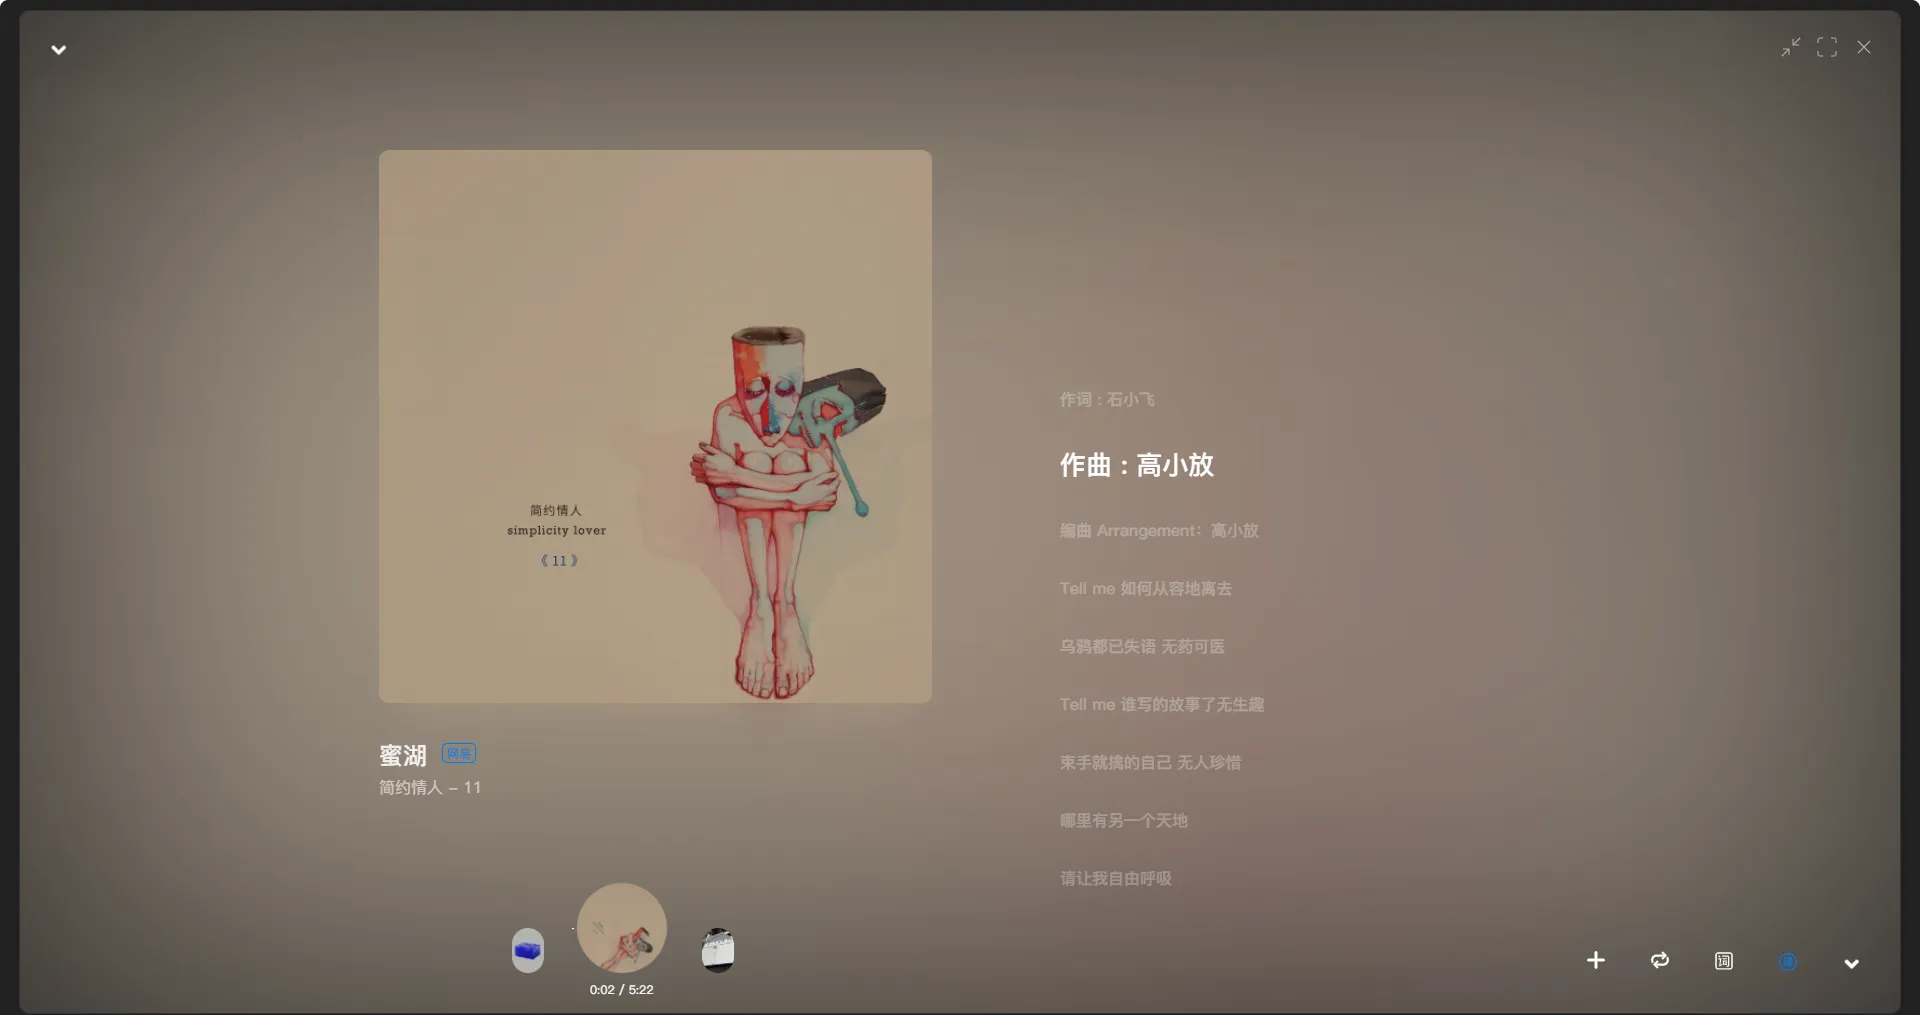 简约情人
simplicity lover
《 11 》
蜜湖 网易
简约情人 – 11
0:02 / 5:22
作词 : 石小飞
作曲 : 高小放
编曲 Arrangement: 高小放
Tell me 如何从容地离去
乌鸦都已失语 无药可医
Tell me 谁写的故事了无生趣
束手就擒的自己 无人珍惜
哪里有另一个天地
请让我自由呼吸
词